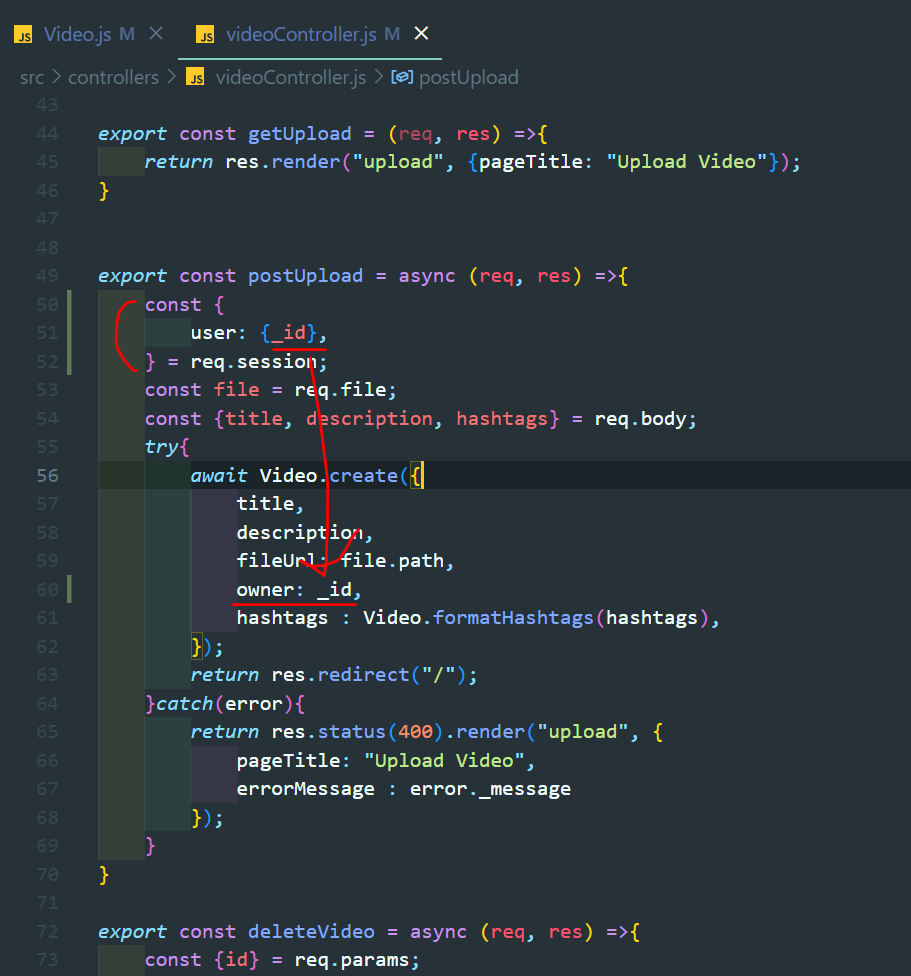 JS Video.js M × JS videoController.js M ×
src > controllers > JS videoController.js > postUpload
43
44 export const getUpload = (req, res) =>{
45     return res.render("upload", {pageTitle: "Upload Video"});
46 }
47
48
49 export const postUpload = async (req, res) =>{
50     const {
51         user: {_id},
52     } = req.session;
53     const file = req.file;
54     const {title, description, hashtags} = req.body;
55     try{
56         await Video.create({
57             title,
58             description,
59             fileUrl: file.path,
60             owner: _id,
61             hashtags : Video.formatHashtags(hashtags),
62         });
63         return res.redirect("/");
64     }catch(error){
65         return res.status(400).render("upload", {
66             pageTitle: "Upload Video",
67             errorMessage : error._message
68         });
69     }
70 }
71
72 export const deleteVideo = async (req, res) =>{
73     const {id} = req.params;